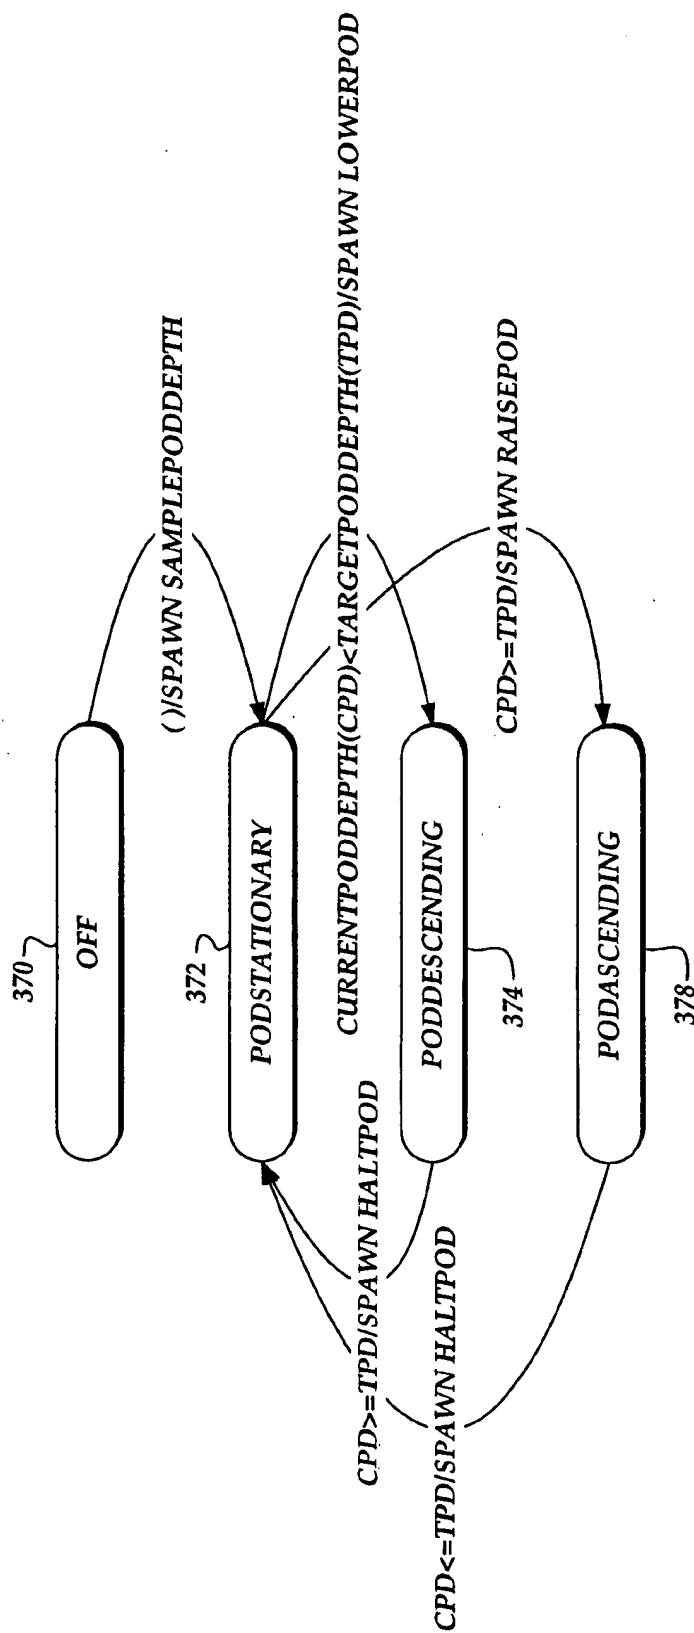 370
OFF
()/SPAWN SAMPLEPODDEPTH
372
PODSTATIONARY
CURRENTPODDEPTH(CPD)<TARGETPODDEPTH(TPD)/SPAWN LOWERPOD
CPD>=TPD/SPAWN HALTPOD
PODDESCENDING
374
CPD<=TPD/SPAWN HALTPOD
CPD>=TPD/SPAWN RAISEPOD
PODASCENDING
378